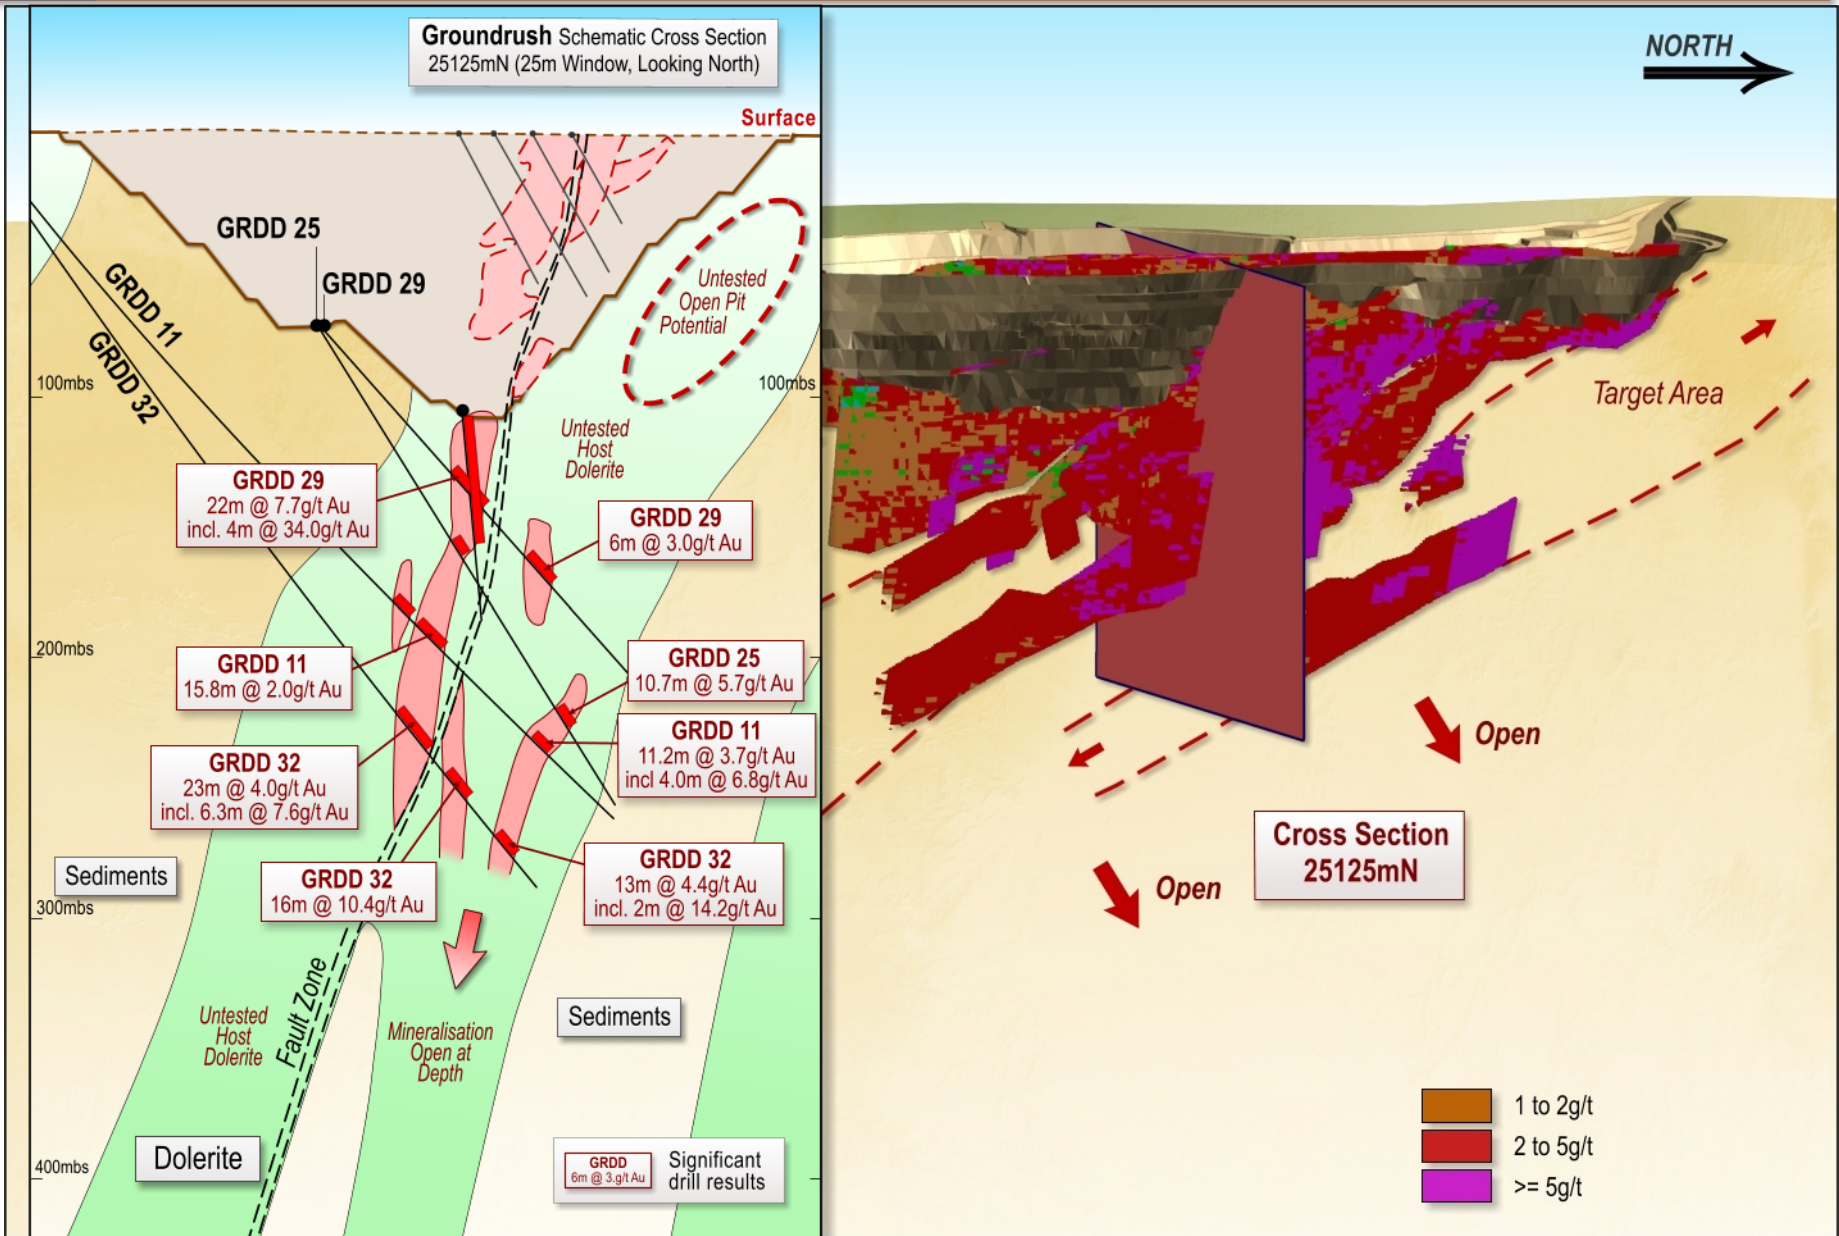 Groundrush Schematic Cross Section
25125mN (25m Window, Looking North)
Surface
GRDD 25
GRDD 29
GRDD 11
GRDD 32
Untested
Open Pit
Potential
100mbs
100mbs
Untested
Host
Dolerite
GRDD 29
22m @ 7.7g/t Au
incl. 4m @ 34.0g/t Au
GRDD 29
6m @ 3.0g/t Au
200mbs
GRDD 11
15.8m @ 2.0g/t Au
GRDD 25
10.7m @ 5.7g/t Au
GRDD 11
11.2m @ 3.7g/t Au
incl 4.0m @ 6.8g/t Au
GRDD 32
23m @ 4.0g/t Au
incl. 6.3m @ 7.6g/t Au
GRDD 32
13m @ 4.4g/t Au
incl. 2m @ 14.2g/t Au
Sediments
GRDD 32
16m @ 10.4g/t Au
300mbs
Fault Zone
Untested
Host
Dolerite
Mineralisation
Open at
Depth
Sediments
Dolerite
400mbs
GRDD
6m @ 3.g/t Au
Significant
drill results
NORTH
Target Area
Open
Open
Cross Section
25125mN
1 to 2g/t
2 to 5g/t
>= 5g/t